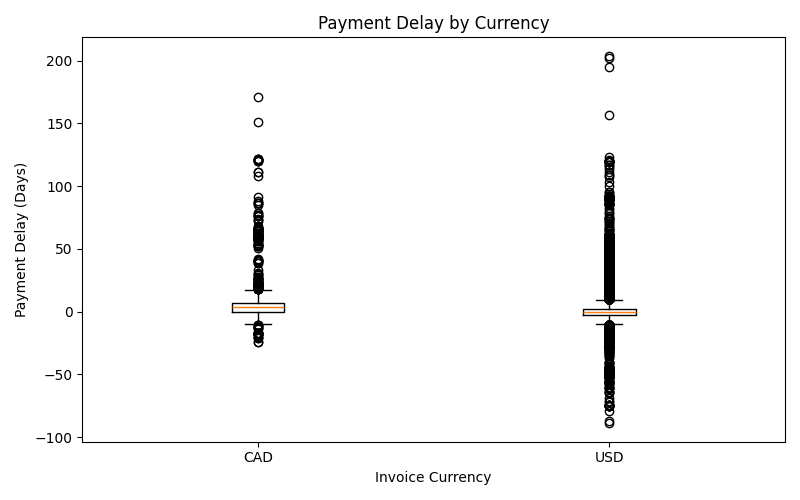 Payment Delay by Currency
Payment Delay (Days)
200
150
100
50
0
−50
−100
CAD
USD
Invoice Currency